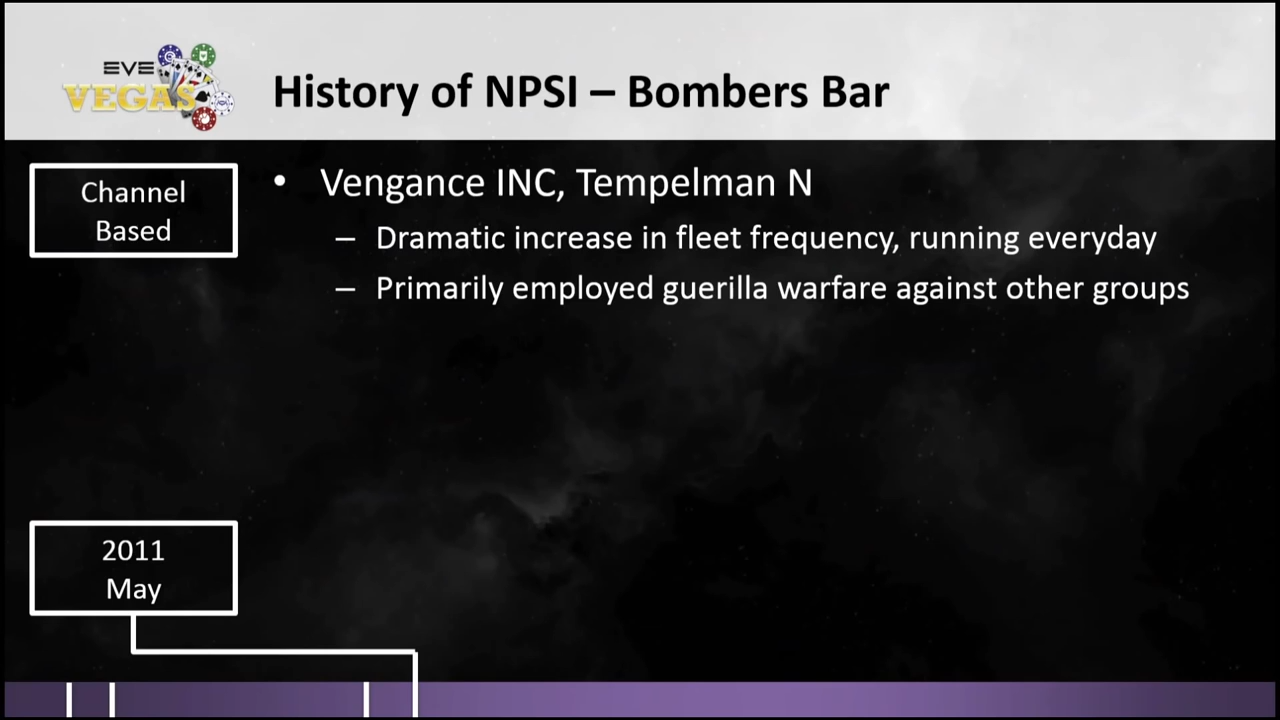 EVE
VEGAS
History of NPSI – Bombers Bar
Channel
Based
• Vengance INC, Tempelman N
– Dramatic increase in fleet frequency, running everyday
– Primarily employed guerilla warfare against other groups
2011
May